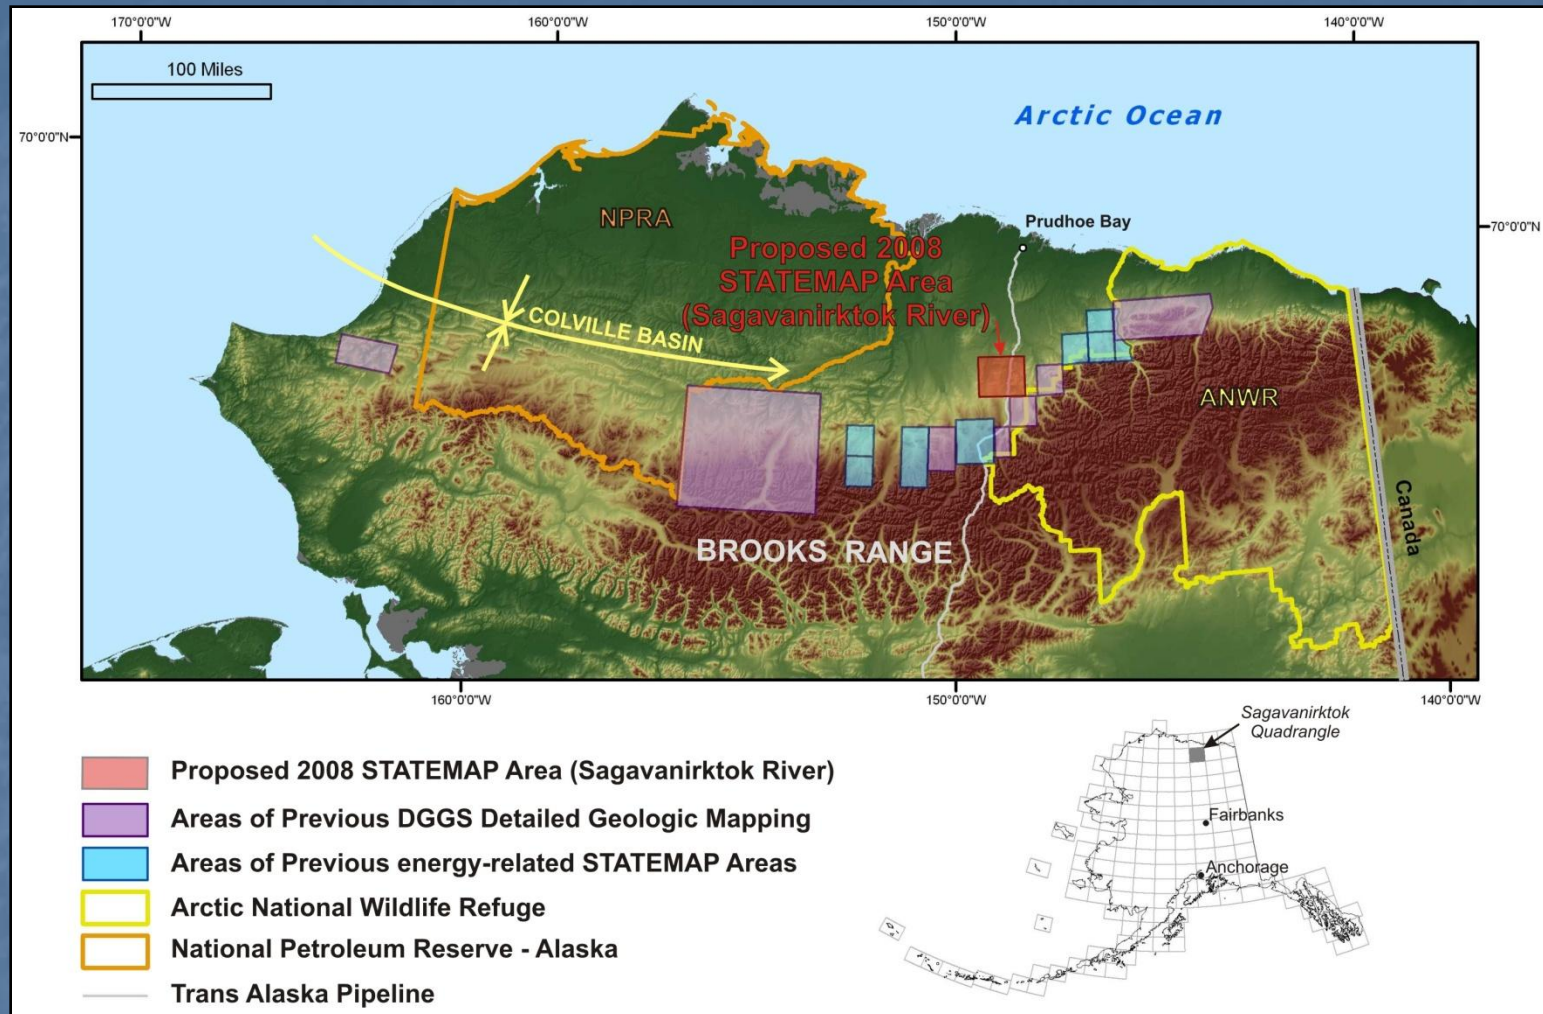 170°0'0"W
160°0'0"W
150°0'0"W
140°0'0"W
100 Miles
Arctic Ocean
70°0'0"N
NPRA
Prudhoe Bay
70°0'0"N
Proposed 2008
STATEMAP Area
(Sagavanirktok River)
COLVILLE BASIN
ANWR
Canada
BROOKS RANGE
160°0'0"W
150°0'0"W
140°0'0"W
Sagavanirktok
Quadrangle
Fairbanks
Anchorage
Proposed 2008 STATEMAP Area (Sagavanirktok River)
Areas of Previous DGGS Detailed Geologic Mapping
Areas of Previous energy-related STATEMAP Areas
Arctic National Wildlife Refuge
National Petroleum Reserve - Alaska
Trans Alaska Pipeline